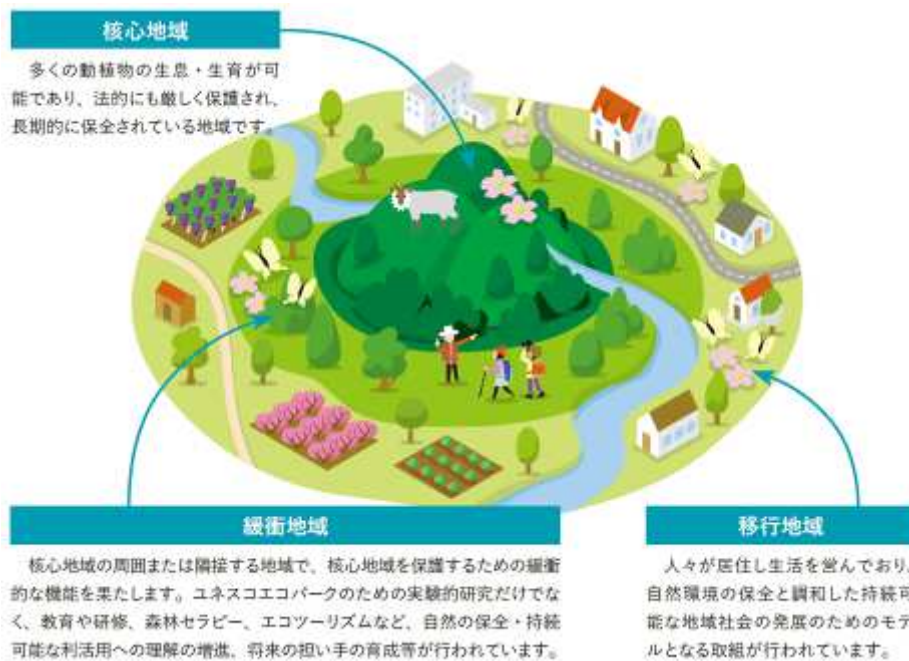 核心地域
多くの動植物の生息・生育が可
能であり、法的にも厳しく保護され、
長期的に保全されている地域です。
緩衝地域
核心地域の周囲または隣接する地域で、核心地域を保護するための緩衝
的な機能を果たします。ユネスコエコパークのための実験的研究だけでな
く、教育や研修、森林セラピー、エコツーリズムなど、自然の保全・持続
可能な利活用への理解の増進、将来の担い手の育成等が行われています。
移行地域
人々が居住し生活を営んでおり、
自然環境の保全と調和した持続可
能な地域社会の発展のためのモデ
ルとなる取組が行われています。